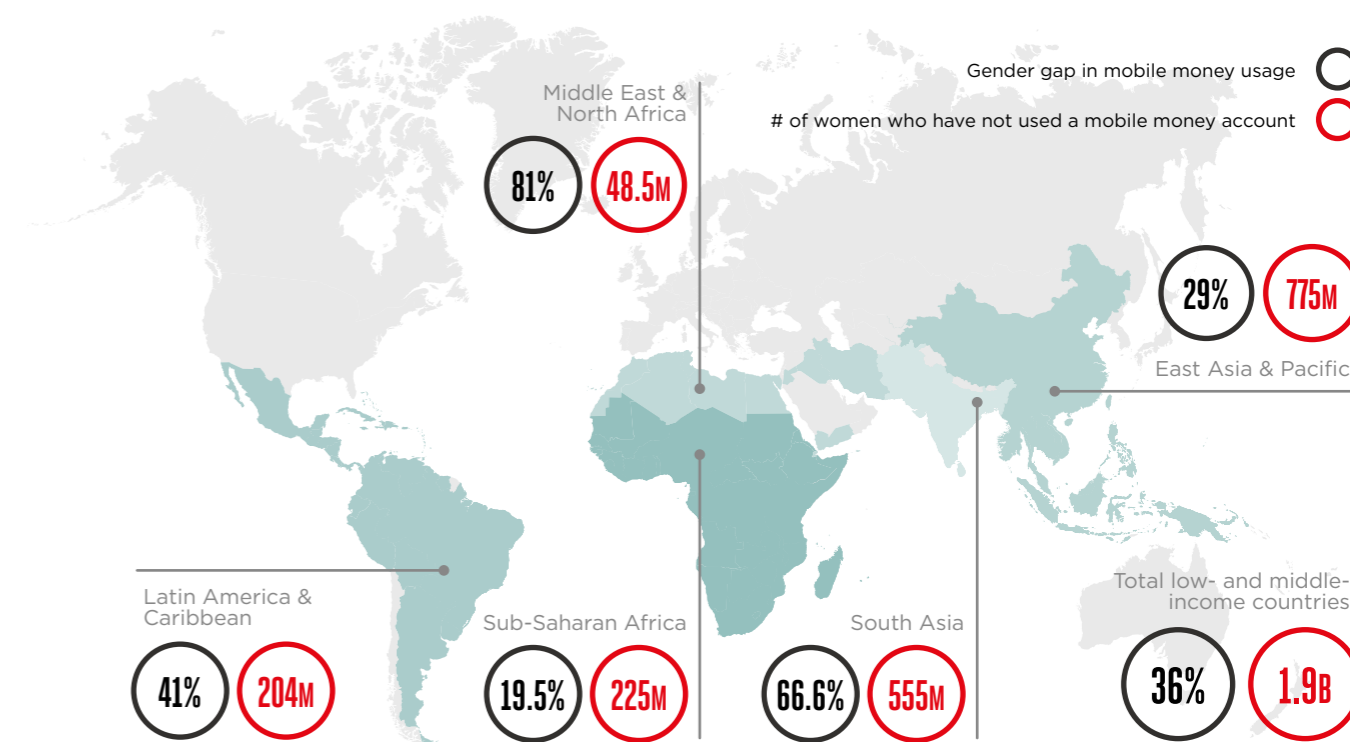 Gender gap in mobile money usage
# of women who have not used a mobile money account
Middle East &
North Africa
81%
48.5M
29%
775M
East Asia & Pacific
Latin America &
Caribbean
41%
204M
Sub-Saharan Africa
19.5%
225M
South Asia
66.6%
555M
Total low- and middle-
income countries
36%
1.9B